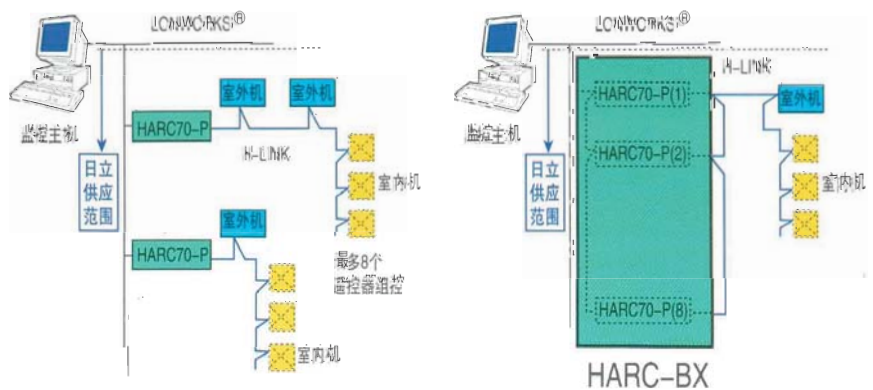 LONWORKS®
监控主机
日立
供应
范围
HARC70-P
室外机
室外机
H-LINK
室内机
HARC70-P
室外机
最多8个
遥控器组控
室内机
LONWORKS®
监控主机
日立
供应
范围
H-LINK
HARC70-P(1)
HARC70-P(2)
HARC70-P(8)
室外机
室内机
HARC-BX